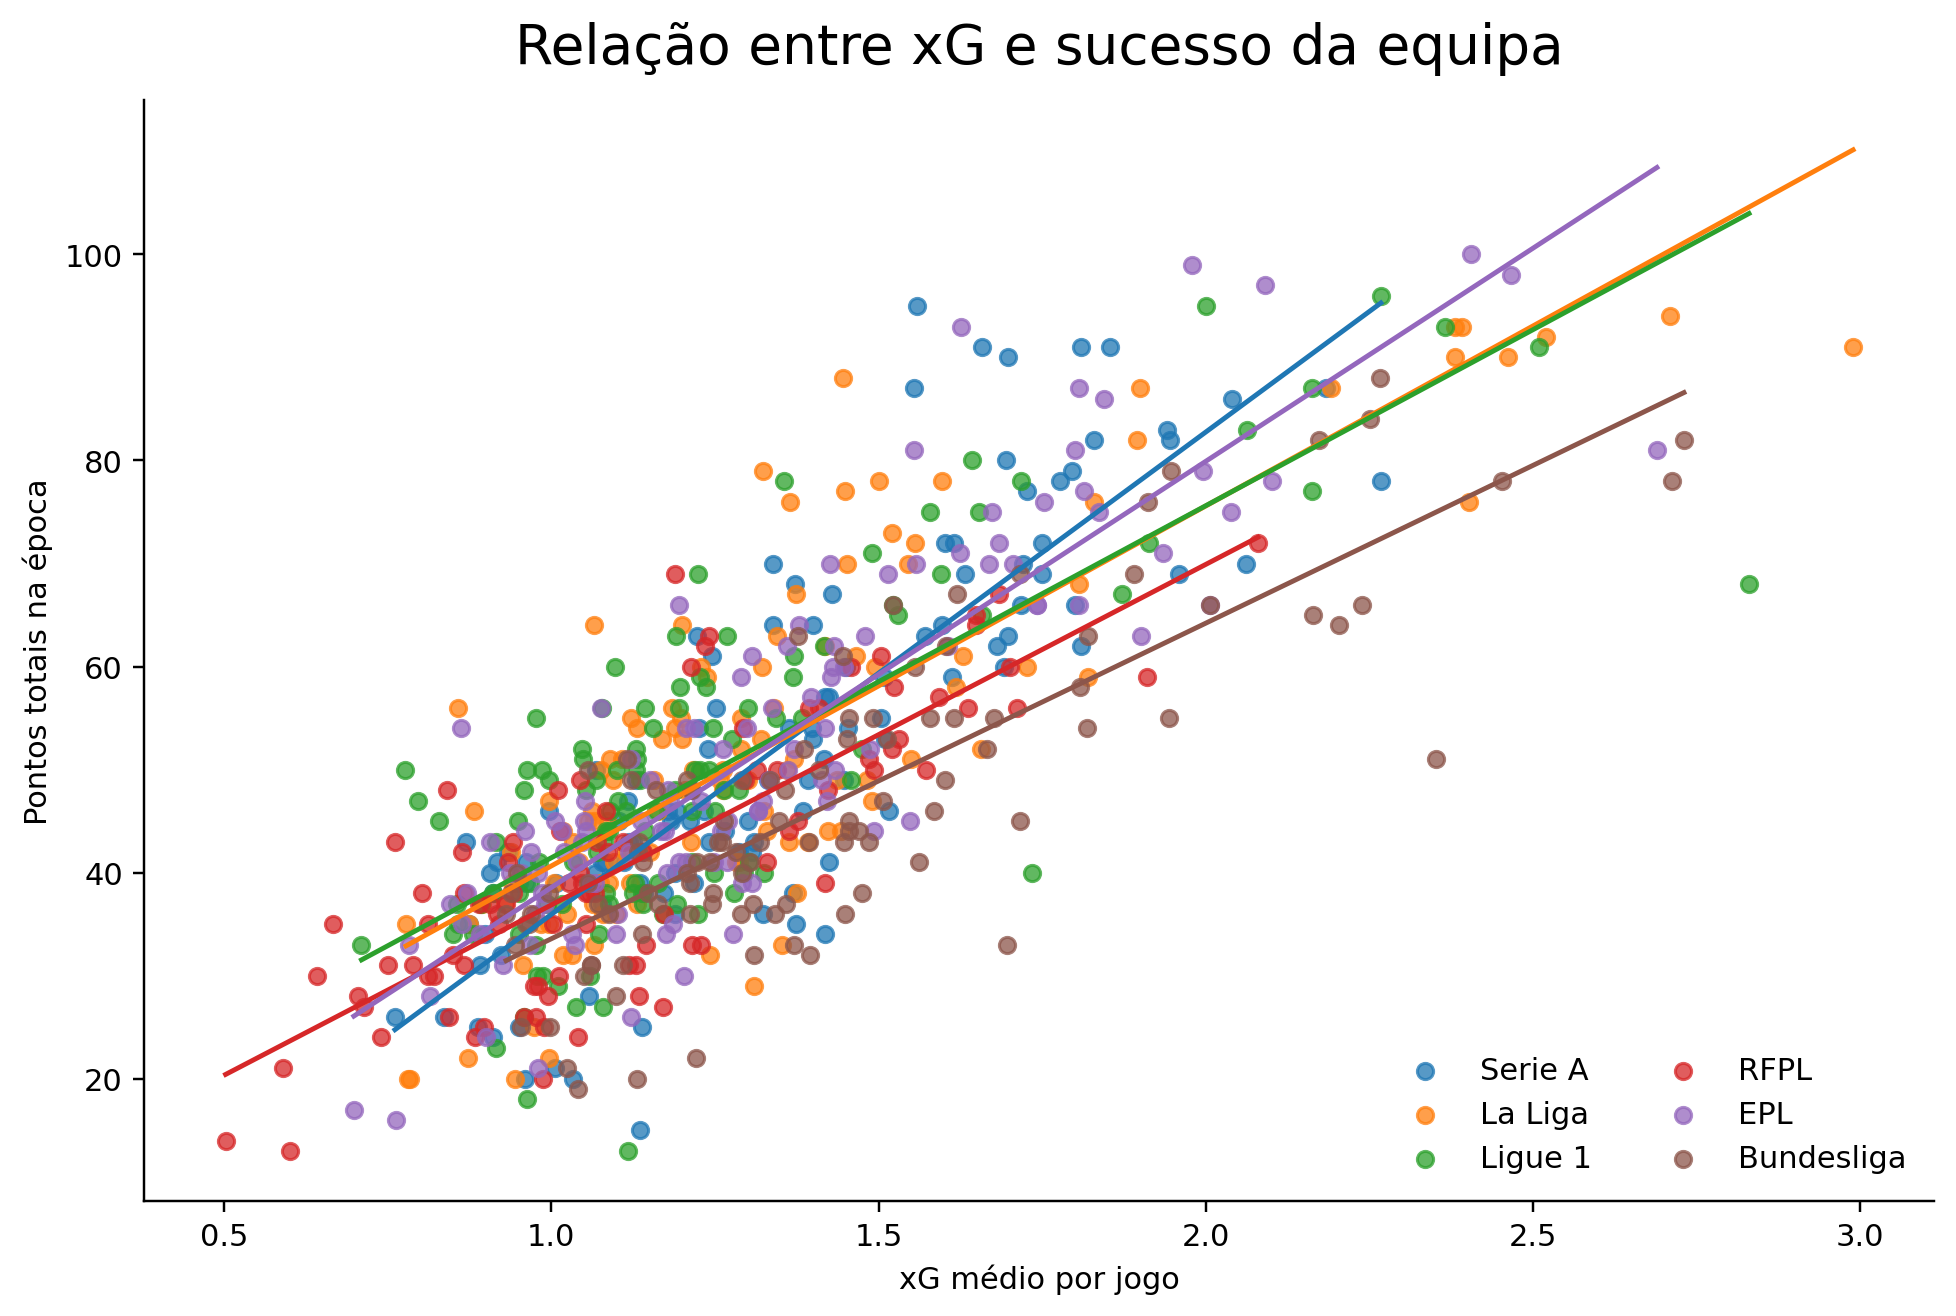 Relação entre xG e sucesso da equipa
Pontos totais na época
100
80
60
40
20
0.5 1.0 1.5 2.0 2.5 3.0
xG médio por jogo
Serie A
La Liga
Ligue 1
RFPL
EPL
Bundesliga